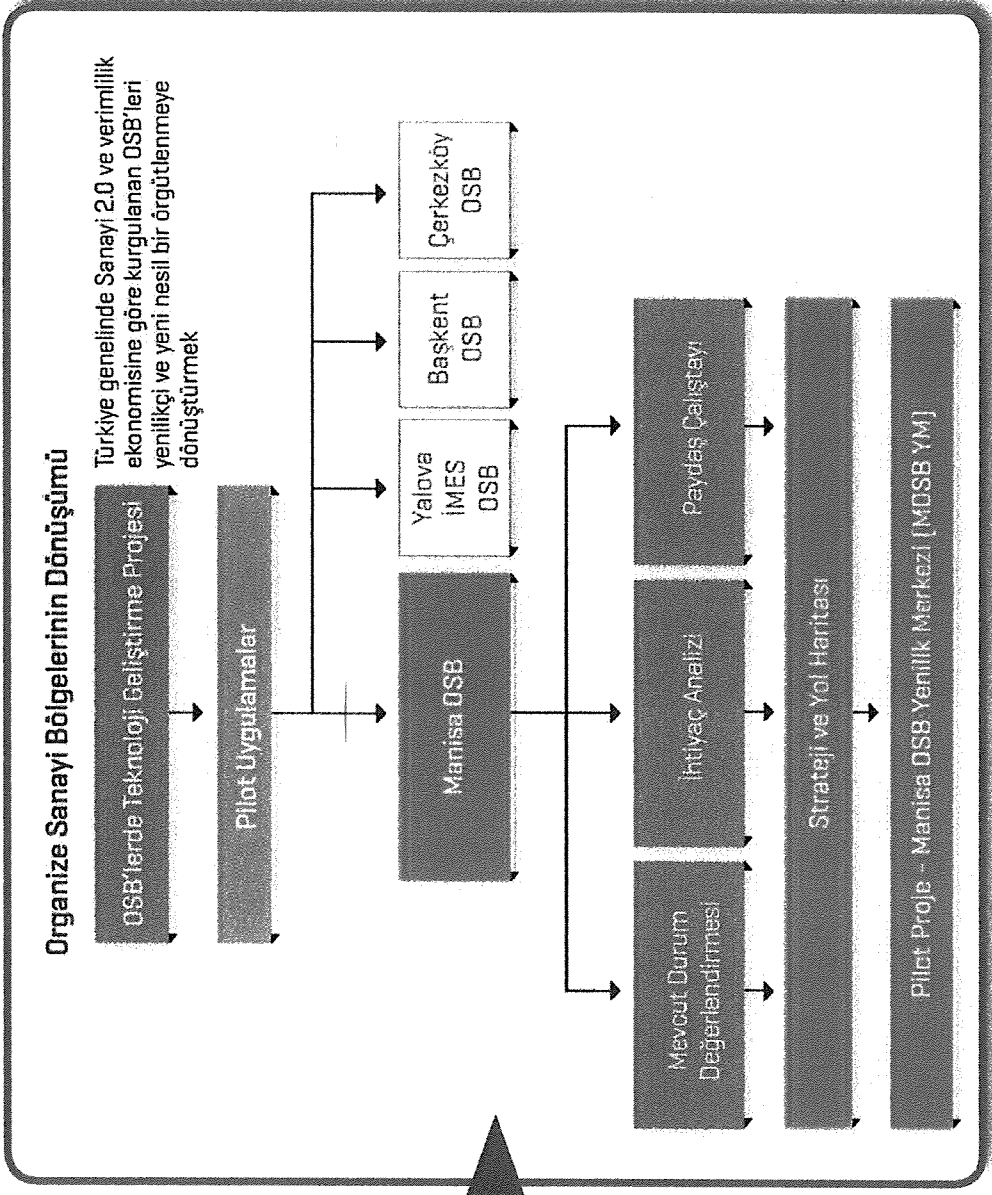 Organize Sanayi Bölgelerinin Dönüşümü
OSB'lerde Teknoloji Geliştirme Projesi
Türkiye genelinde Sanayi 2.0 ve verimlilik
ekonomisine göre kurgulanan OSB'leri
yenilikçi ve yeni nesil bir örgütlenmeye
dönüştürmek
Pilot Uygulamalar
Manisa OSB
Yalova
İMES
OSB
Başkent
OSB
Çerkezköy
OSB
Mevcut Durum
Değerlendirmesi
İhtiyaç Analizi
Paydaş Çalıştayı
Strateji ve Yol Haritası
Pilot Proje - Manisa OSB Yenilik Merkezi [MOSB YM]